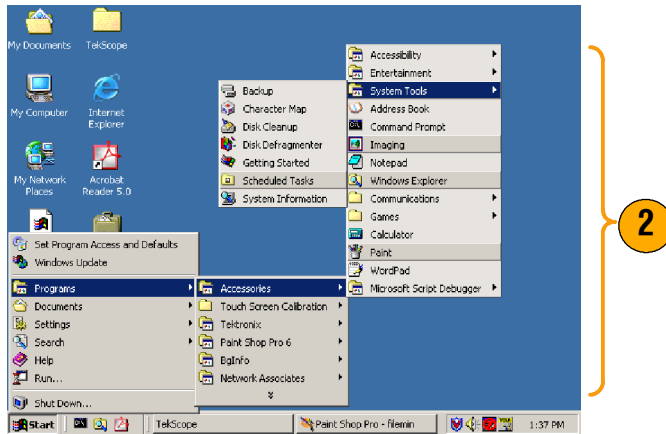 My Documents
TekScope
My Computer
Internet
Explorer
My Network
Places
Acrobat
Reader 5.0
Set Program Access and Defaults
Windows Update
Programs
Documents
Settings
Search
Help
Run...
Shut Down...
Accessories
Touch Screen Calibration
Tektronix
Paint Shop Pro 6
BgInfo
Network Associates
Backup
Character Map
Disk Cleanup
Disk Defragmenter
Getting Started
Scheduled Tasks
System Information
Accessibility
Entertainment
System Tools
Address Book
Command Prompt
Imaging
Notepad
Windows Explorer
Communications
Games
Calculator
Paint
WordPad
Microsoft Script Debugger
2
Start
TekScope
Paint Shop Pro - filemin
1:37 PM